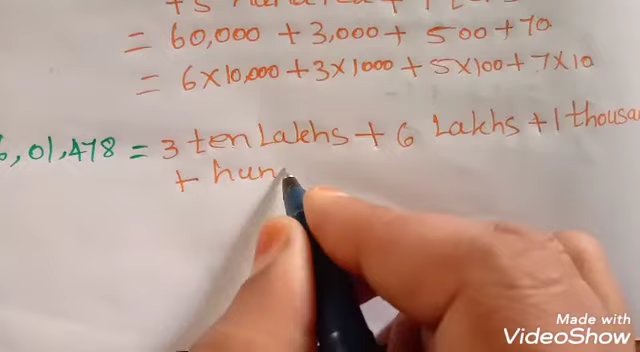 = 60,000 + 3,000 + 500 + 70
= 6×10,000 + 3×1000 + 5×100 + 7×10
6,01,478 = 3 ten Lakhs + 6 Lakhs + 1 thousa
+ hun
Made with
VideoShow